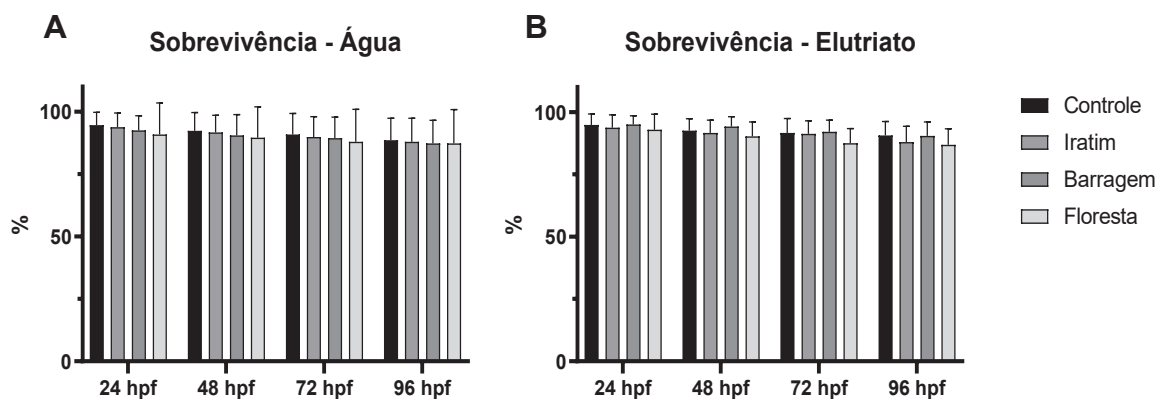 A
Sobrevivência - Água
%
100
50
0
24 hpf 48 hpf 72 hpf 96 hpf
B
Sobrevivência - Elutriato
%
100
50
0
24 hpf 48 hpf 72 hpf 96 hpf
Controle
Iratim
Barragem
Floresta